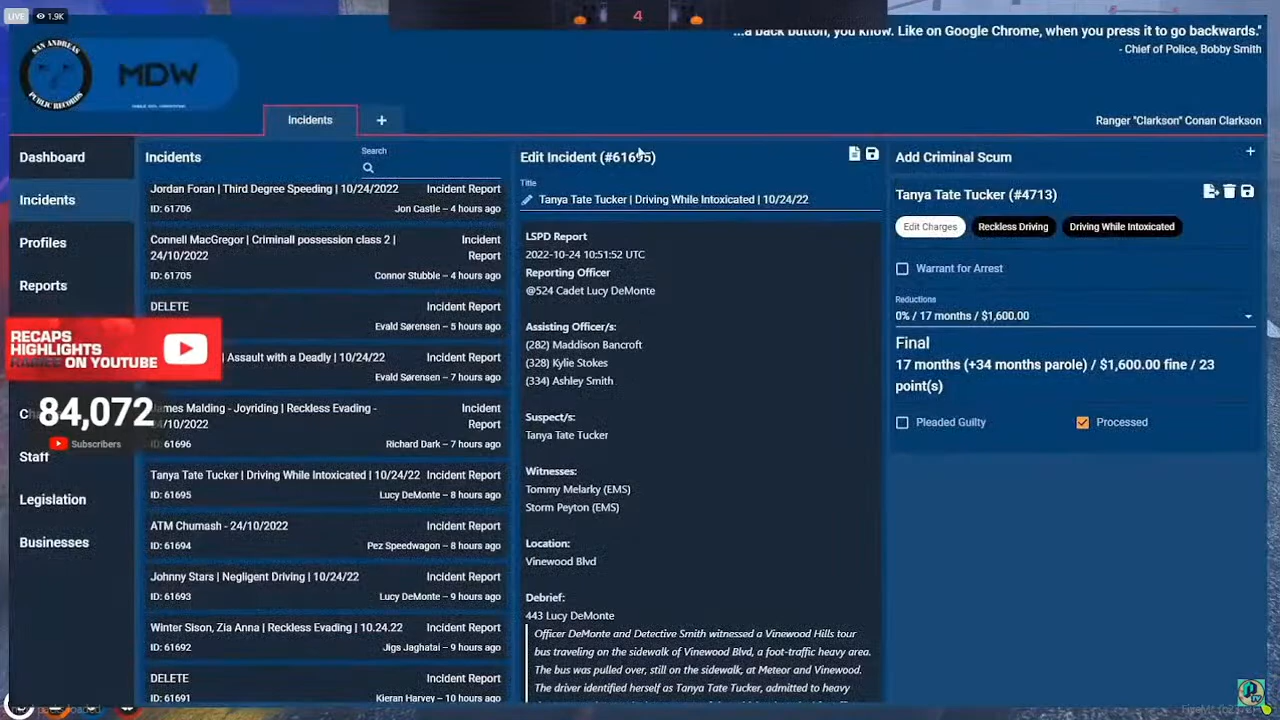 LIVE 1.9K
4
...a back button, you know. Like on Google Chrome, when you press it to go backwards."
- Chief of Police, Bobby Smith
SAN ANDREAS
PUBLIC RECORDS
MDW
Incidents
+
Ranger "Clarkson" Conan Clarkson
Dashboard
Incidents
Profiles
Reports
Staff
Legislation
Businesses
RECAPS
HIGHLIGHTS
ON YOUTUBE
84,072
Subscribers
Incidents
Search
Jordan Foran | Third Degree Speeding | 10/24/2022 Incident Report
ID: 61706 Jon Castle – 4 hours ago
Connell MacGregor | Criminall possession class 2 | Incident
24/10/2022 Report
ID: 61705 Connor Stubble – 4 hours ago
DELETE Incident Report
Evald Sørensen – 5 hours ago
| Assault with a Deadly | 10/24/22 Incident Report
Evald Sørensen – 7 hours ago
James Malding - Joyriding | Reckless Evading - Incident
24/10/2022 Report
ID: 61696 Richard Dark – 7 hours ago
Tanya Tate Tucker | Driving While Intoxicated | 10/24/22 Incident Report
ID: 61695 Lucy DeMonte – 8 hours ago
ATM Chumash - 24/10/2022 Incident Report
ID: 61694 Pez Speedwagon – 8 hours ago
Johnny Stars | Negligent Driving | 10/24/22 Incident Report
ID: 61693 Lucy DeMonte – 9 hours ago
Winter Sison, Zia Anna | Reckless Evading | 10.24.22 Incident Report
ID: 61692 Jigs Jaghatai – 9 hours ago
DELETE Incident Report
ID: 61691 Kieran Harvey – 10 hours ago
Edit Incident (#61695)
Title
Tanya Tate Tucker | Driving While Intoxicated | 10/24/22
LSPD Report
2022-10-24 10:51:52 UTC
Reporting Officer
@524 Cadet Lucy DeMonte
Assisting Officer/s:
(282) Maddison Bancroft
(328) Kylie Stokes
(334) Ashley Smith
Suspect/s:
Tanya Tate Tucker
Witnesses:
Tommy Melarky (EMS)
Storm Peyton (EMS)
Location:
Vinewood Blvd
Debrief:
443 Lucy DeMonte
Officer DeMonte and Detective Smith witnessed a Vinewood Hills tour
bus traveling on the sidewalk of Vinewood Blvd, a foot-traffic heavy area.
The bus was pulled over, still on the sidewalk, at Meteor and Vinewood.
The driver identified herself as Tanya Tate Tucker, admitted to heavy
Add Criminal Scum +
Tanya Tate Tucker (#4713)
Edit Charges Reckless Driving Driving While Intoxicated
Warrant for Arrest
Reductions
0% / 17 months / $1,600.00
Final
17 months (+34 months parole) / $1,600.00 fine / 23
point(s)
Pleaded Guilty Processed